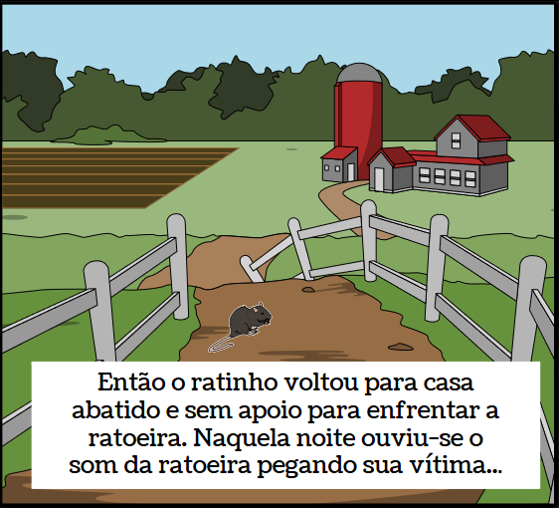 Então o ratinho voltou para casa
abatido e sem apoio para enfrentar a
ratoeira. Naquela noite ouviu-se o
som da ratoeira pegando sua vítima...